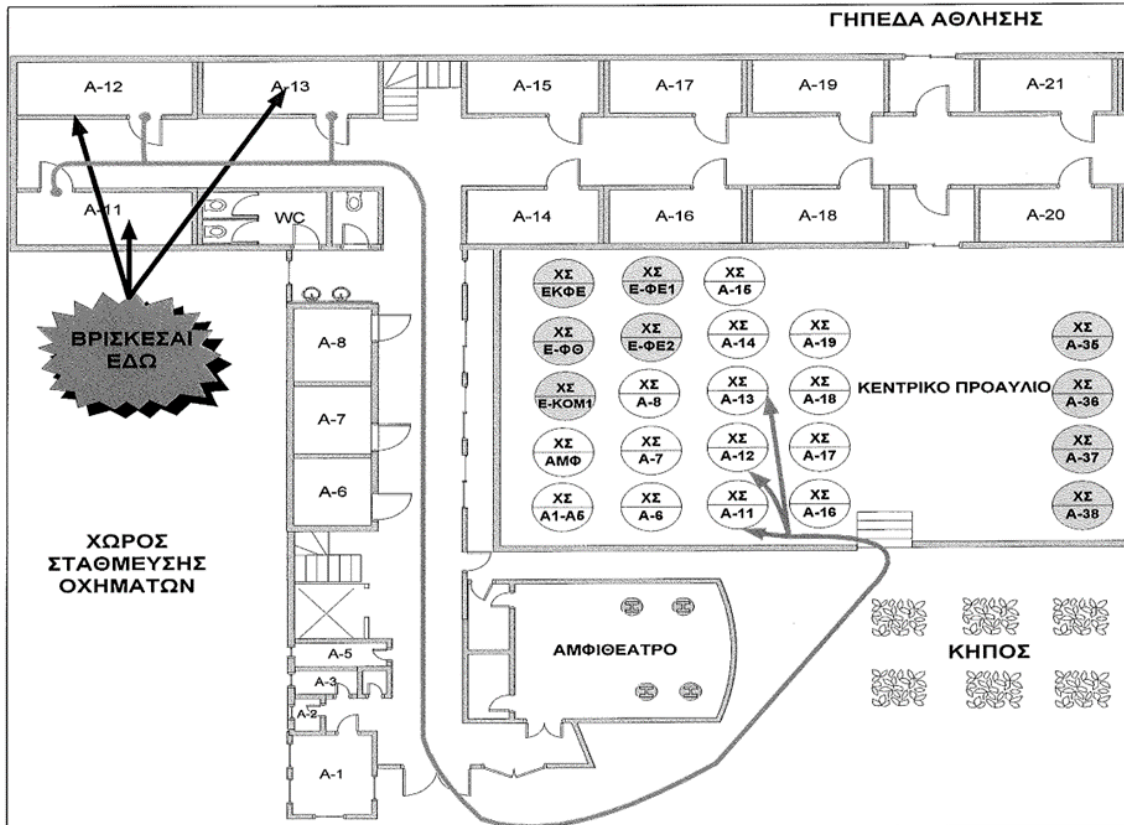 ΓΗΠΕΔΑ ΑΘΛΗΣΗΣ
Α-12
Α-13
Α-15
Α-17
Α-19
Α-21
Α-11
WC
Α-14
Α-16
Α-18
Α-20
ΒΡΙΣΚΕΣΑΙ
ΕΔΩ
Α-8
Α-7
Α-6
ΧΣ
ΕΚΦΕ
ΧΣ
Ε-ΦΕ1
ΧΣ
Α-15
ΧΣ
Ε-ΦΘ
ΧΣ
Ε-ΦΕ2
ΧΣ
Α-14
ΧΣ
Α-19
ΧΣ
Α-35
ΚΕΝΤΡΙΚΟ ΠΡΟΑΥΛΙΟ
ΧΣ
Ε-ΚΟΜ1
ΧΣ
Α-8
ΧΣ
Α-13
ΧΣ
Α-18
ΧΣ
Α-36
ΧΣ
ΑΜΦ
ΧΣ
Α-7
ΧΣ
Α-12
ΧΣ
Α-17
ΧΣ
Α-37
ΧΣ
Α1-Α5
ΧΣ
Α-6
ΧΣ
Α-11
ΧΣ
Α-16
ΧΣ
Α-38
ΧΩΡΟΣ
ΣΤΑΘΜΕΥΣΗΣ
ΟΧΗΜΑΤΩΝ
Α-5
Α-3
Α-2
Α-1
ΑΜΦΙΘΕΑΤΡΟ
ΚΗΠΟΣ